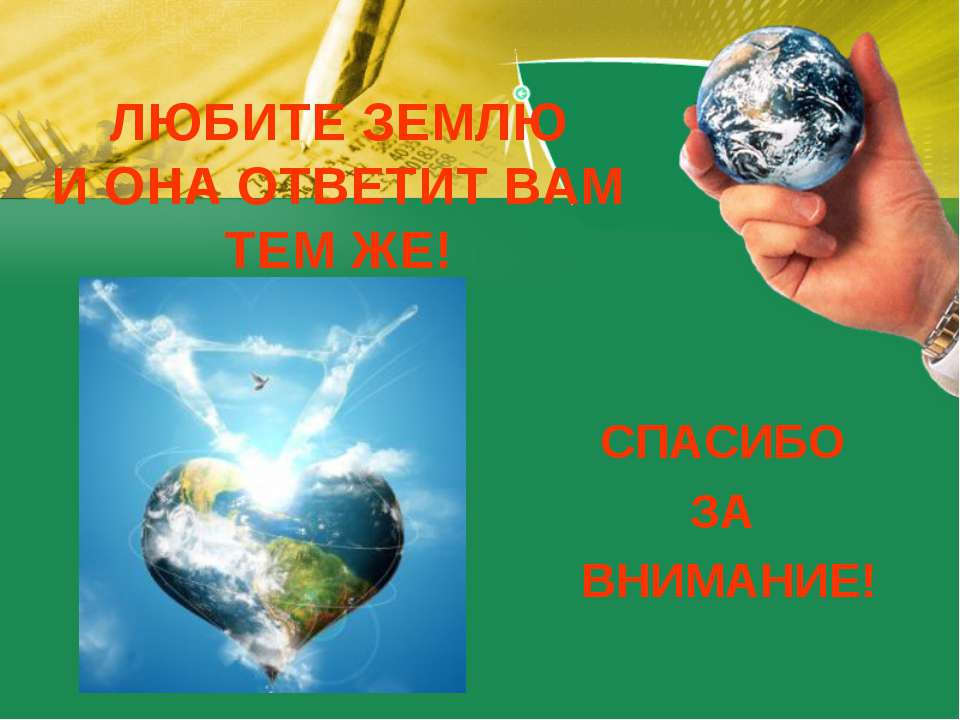 ЛЮБИТЕ ЗЕМЛЮ
И ОНА ОТВЕТИТ ВАМ
ТЕМ ЖЕ!
СПАСИБО
ЗА
ВНИМАНИЕ!